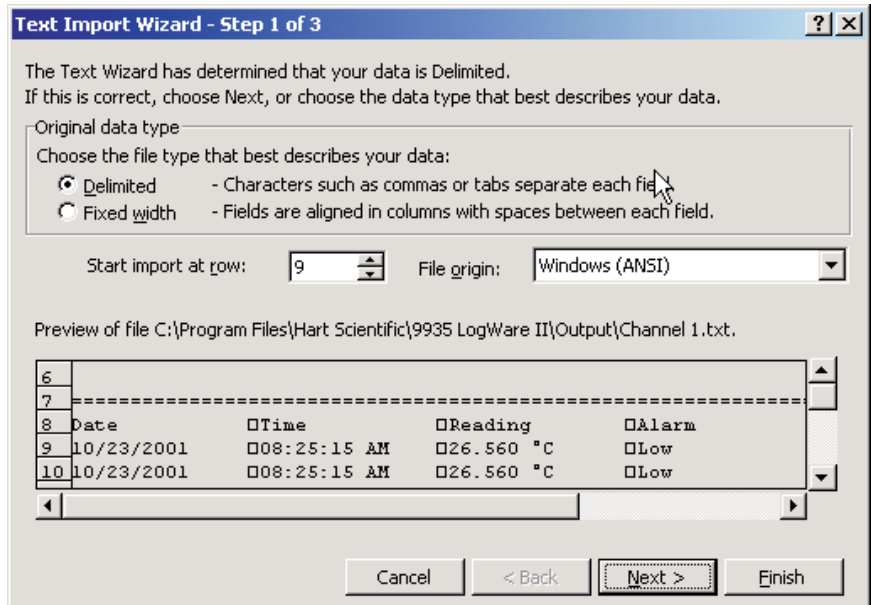 Text Import Wizard - Step 1 of 3
The Text Wizard has determined that your data is Delimited.
If this is correct, choose Next, or choose the data type that best describes your data.
Original data type
Choose the file type that best describes your data:
Delimited - Characters such as commas or tabs separate each
Fixed width - Fields are aligned in columns with spaces between each field.
Start import at row: 9 File origin: Windows (ANSI)
Preview of file C:\Program Files\Hart Scientific\9935 LogWare II\Output\Channel 1.txt.
6
7 ==========================================================================
8 Date □Time □Reading □Alarm
9 10/23/2001 □08:25:15 AM □26.560 °C □Low
10 10/23/2001 □08:25:15 AM □26.560 °C □Low
Cancel < Back Next > Finish